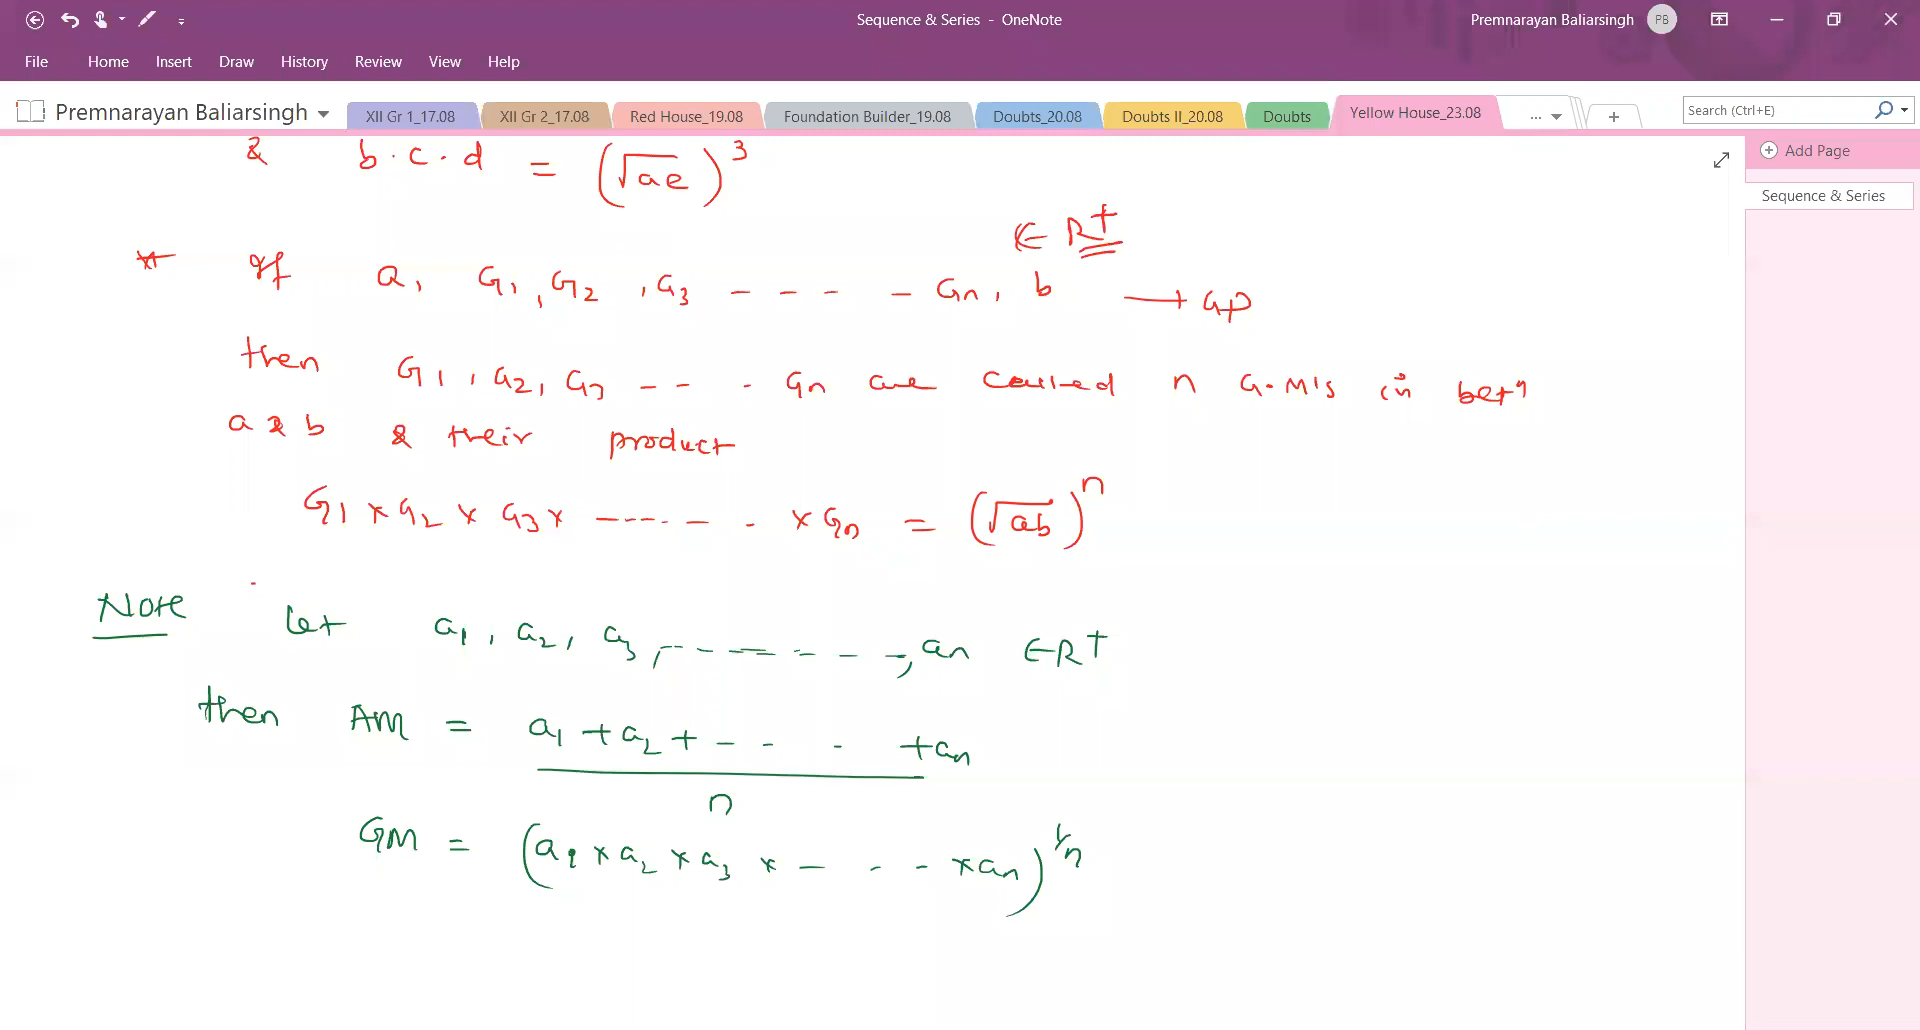 Sequence & Series - OneNote
Premnarayan Baliarsingh PB
File Home Insert Draw History Review View Help
Premnarayan Baliarsingh
XII Gr 1_17.08 XII Gr 2_17.08 Red House_19.08 Foundation Builder_19.08 Doubts_20.08 Doubts II_20.08 Doubts Yellow House_23.08 ... +
Search (Ctrl+E)
Add Page
Sequence & Series
& b.c.d = (√ae)³
∈ R⁺
* If a, G₁, G₂, G₃ ---- - Gₙ, b → GP
then G₁, G₂, G₃ --- . Gₙ are called n G.M's in betⁿ
a & b & their product
G₁ × G₂ × G₃ × ------ . × Gₙ = (√ab)ⁿ
Note let a₁, a₂, a₃, --------, aₙ ∈ R⁺
then AM = a₁ + a₂ + - - . + aₙ
n
GM = (a₁ × a₂ × a₃ × - - - - × aₙ)^1/n